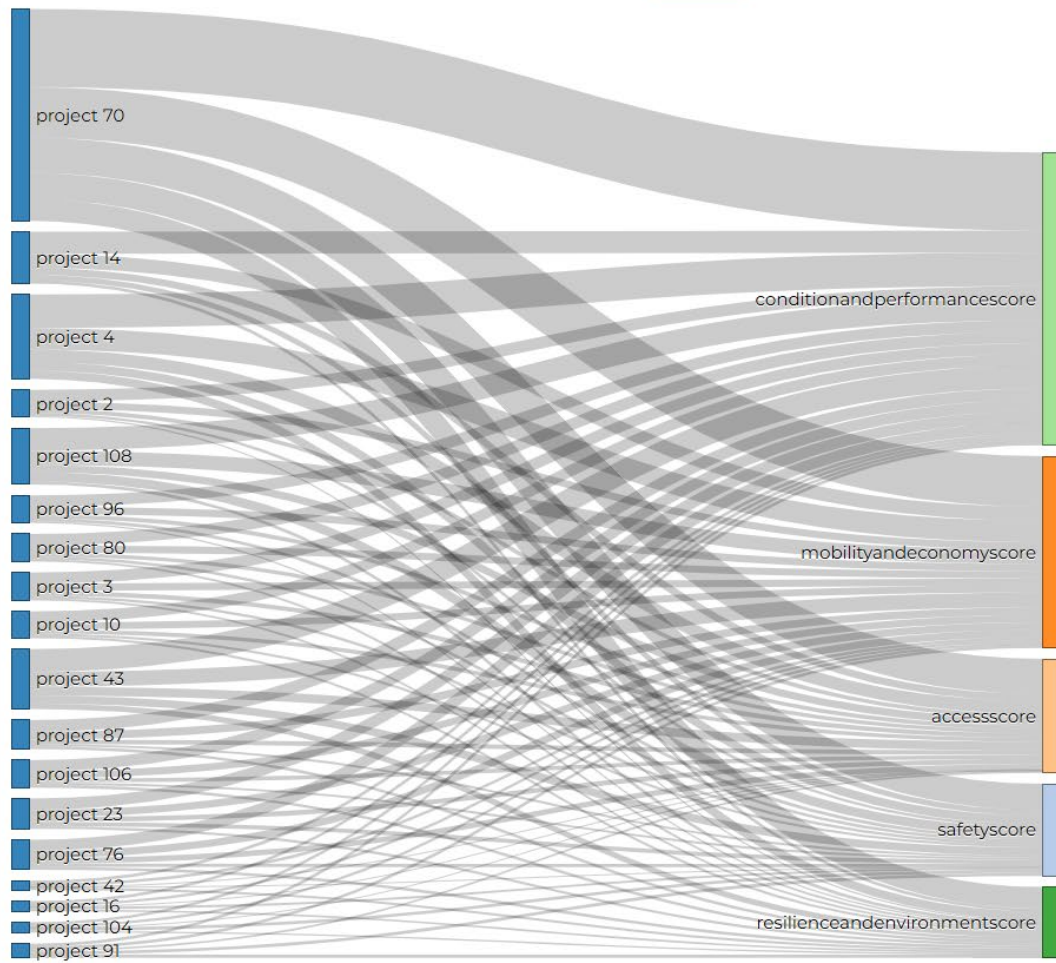 project 70
project 14
project 4
project 2
project 108
project 96
project 80
project 3
project 10
project 43
project 87
project 106
project 23
project 76
project 42
project 16
project 104
project 91
conditionandperformancescore
mobilityandeconomyscore
accessscore
safetyscore
resilienceandenvironmentscore